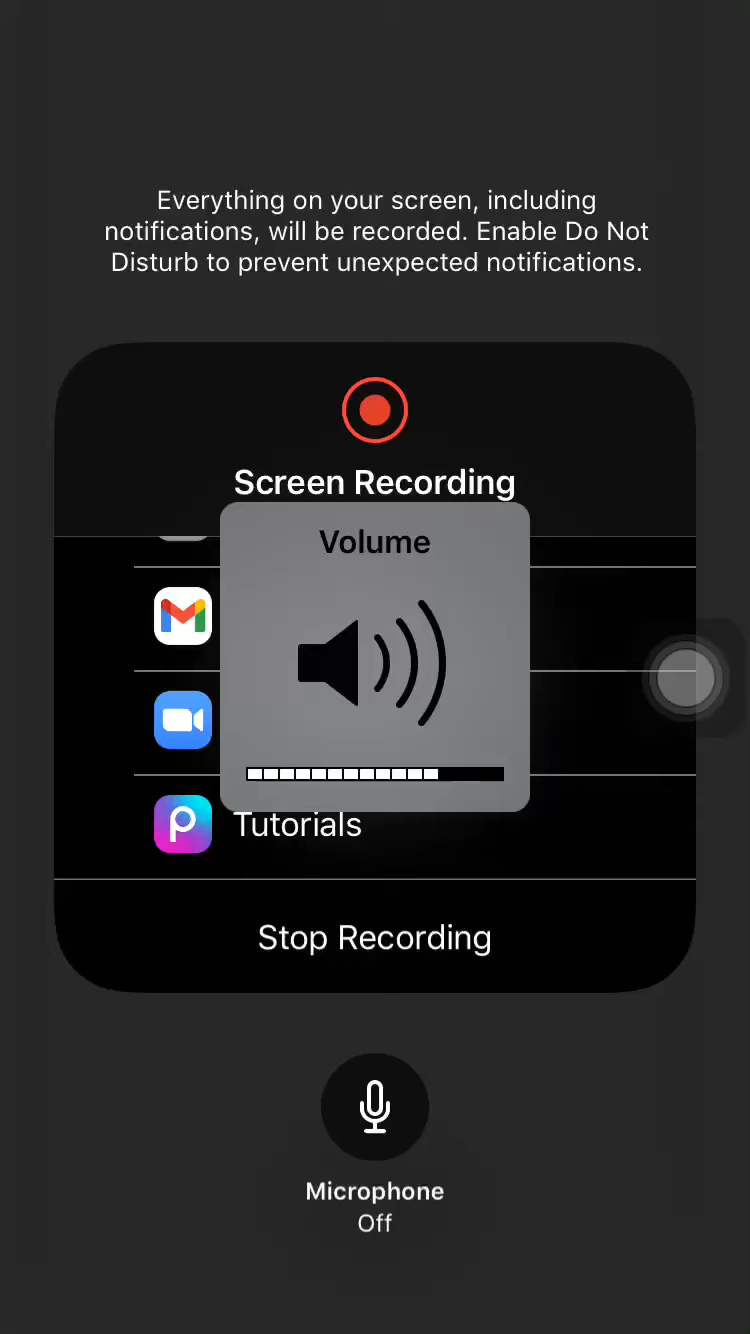 Everything on your screen, including
notifications, will be recorded. Enable Do Not
Disturb to prevent unexpected notifications.
Screen Recording
Volume
Tutorials
Stop Recording
Microphone
Off